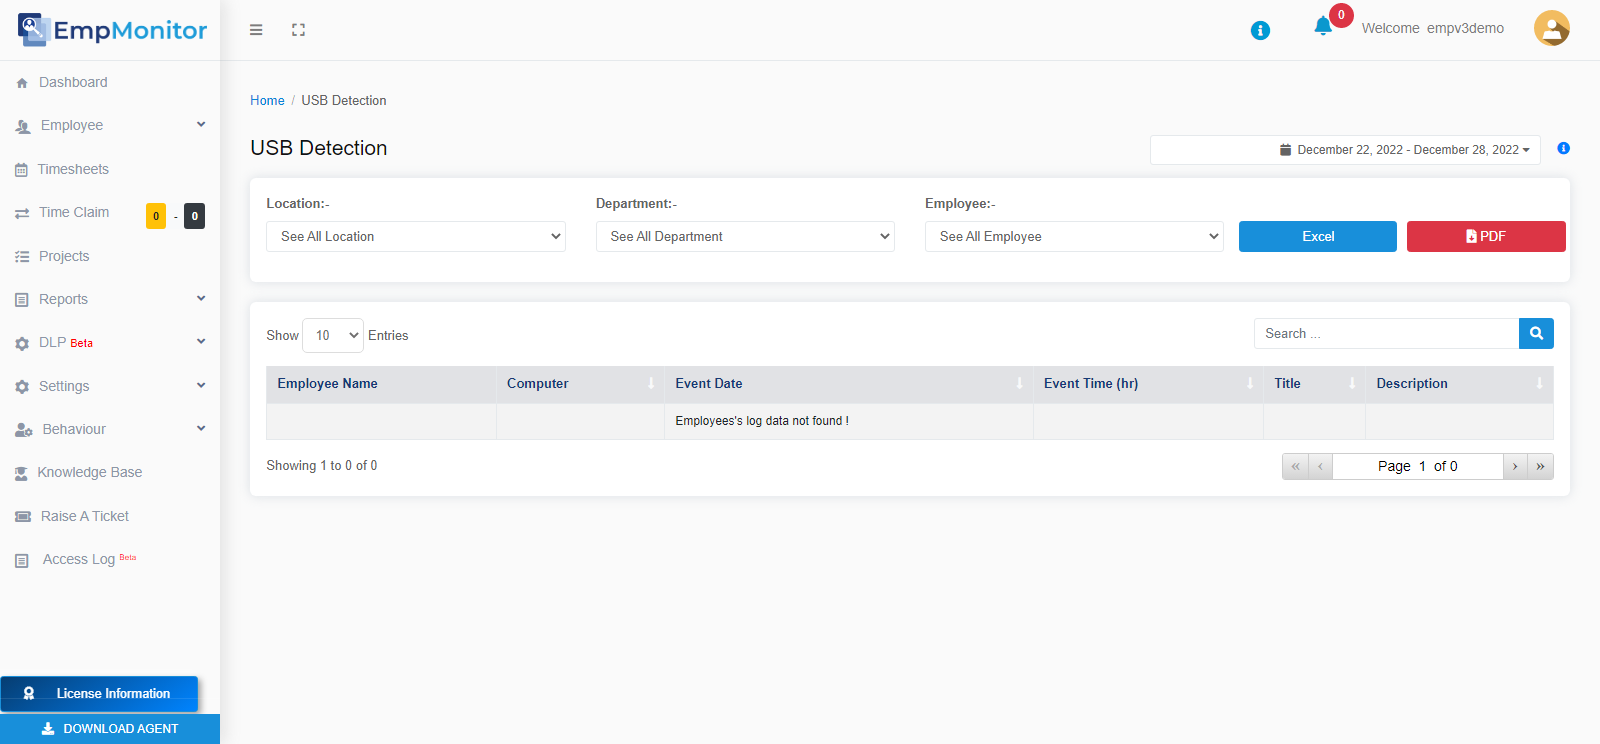 EmpMonitor
0
Welcome empv3demo
Dashboard
Employee
Timesheets
Time Claim 0 - 0
Projects
Reports
DLP Beta
Settings
Behaviour
Knowledge Base
Raise A Ticket
Access Log Beta
License Information
DOWNLOAD AGENT
Home / USB Detection
USB Detection
December 22, 2022 - December 28, 2022
Location:- Department:- Employee:-
See All Location See All Department See All Employee Excel PDF
Show 10 Entries
Search ...
Employee Name Computer Event Date Event Time (hr) Title Description
Employees's log data not found !
Showing 1 to 0 of 0
« ‹ Page 1 of 0 › »